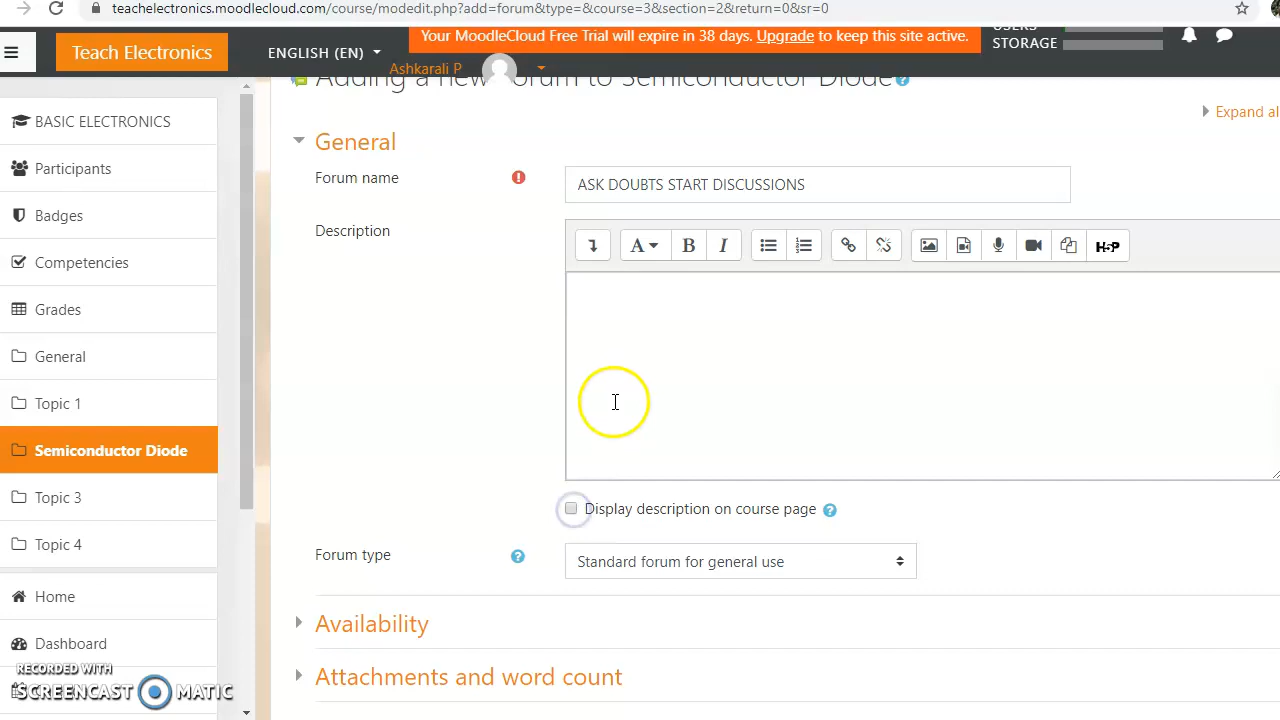 teachelectronics.moodlecloud.com/course/modedit.php?add=forum&type=&course=3&section=2&return=0&sr=0
Teach Electronics
ENGLISH (EN)
Your MoodleCloud Free Trial will expire in 38 days. Upgrade to keep this site active.
USERS
STORAGE
Ashkarali P
Adding a new Forum to Semiconductor Diode
Expand al
BASIC ELECTRONICS
Participants
Badges
Competencies
Grades
General
Topic 1
Semiconductor Diode
Topic 3
Topic 4
Home
Dashboard
General
Forum name
ASK DOUBTS START DISCUSSIONS
Description
A
B
I
H-P
Display description on course page
Forum type
Standard forum for general use
Availability
Attachments and word count
RECORDED WITH
SCREENCAST MATIC